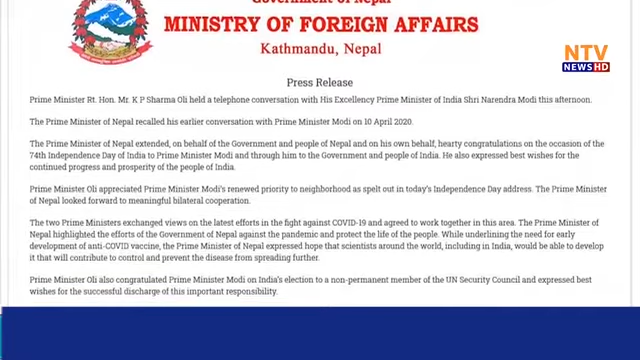 Government of Nepal
MINISTRY OF FOREIGN AFFAIRS
Kathmandu, Nepal
NTV
NEWS HD
Press Release
Prime Minister Rt. Hon. Mr. K P Sharma Oli held a telephone conversation with His Excellency Prime Minister of India Shri Narendra Modi this afternoon.
The Prime Minister of Nepal recalled his earlier conversation with Prime Minister Modi on 10 April 2020.
The Prime Minister of Nepal extended, on behalf of the Government and people of Nepal and on his own behalf, hearty congratulations on the occasion of the
74th Independence Day of India to Prime Minister Modi and through him to the Government and people of India. He also expressed best wishes for the
continued progress and prosperity of the people of India.
Prime Minister Oli appreciated Prime Minister Modi's renewed priority to neighborhood as spelt out in today's Independence Day address. The Prime Minister
of Nepal looked forward to meaningful bilateral cooperation.
The two Prime Ministers exchanged views on the latest efforts in the fight against COVID-19 and agreed to work together in this area. The Prime Minister of
Nepal highlighted the efforts of the Government of Nepal against the pandemic and protect the life of the people. While underlining the need for early
development of anti-COVID vaccine, the Prime Minister of Nepal expressed hope that scientists around the world, including in India, would be able to develop
it that will contribute to control and prevent the disease from spreading further.
Prime Minister Oli also congratulated Prime Minister Modi on India's election to a non-permanent member of the UN Security Council and expressed best
wishes for the successful discharge of this important responsibility.